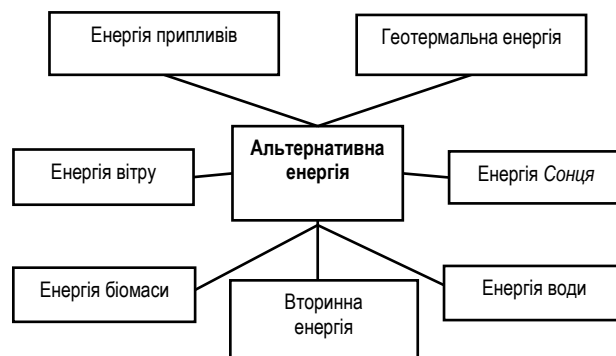 Енергія припливів
Геотермальна енергія
Альтернативна
енергія
Енергія вітру
Енергія Сонця
Енергія біомаси
Вторинна
енергія
Енергія води